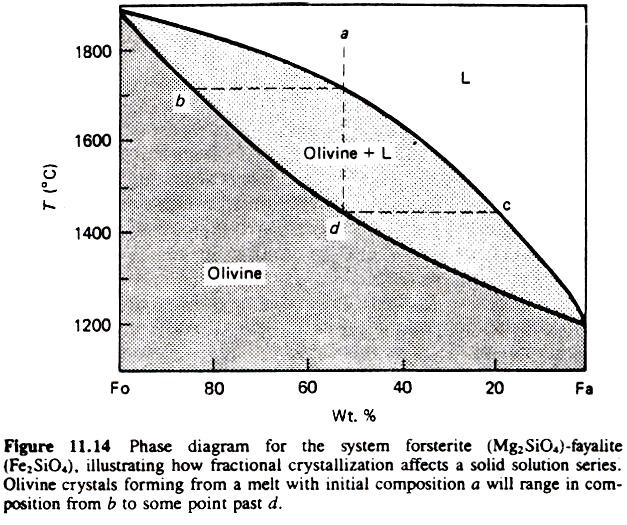 1800
1600
1400
1200
T (°C)
a
L
b
Olivine + L
c
d
Olivine
Fo 80 60 40 20 Fa
Wt. %
Figure 11.14 Phase diagram for the system forsterite (Mg₂SiO₄)-fayalite
(Fe₂SiO₄), illustrating how fractional crystallization affects a solid solution series.
Olivine crystals forming from a melt with initial composition a will range in com-
position from b to some point past d.